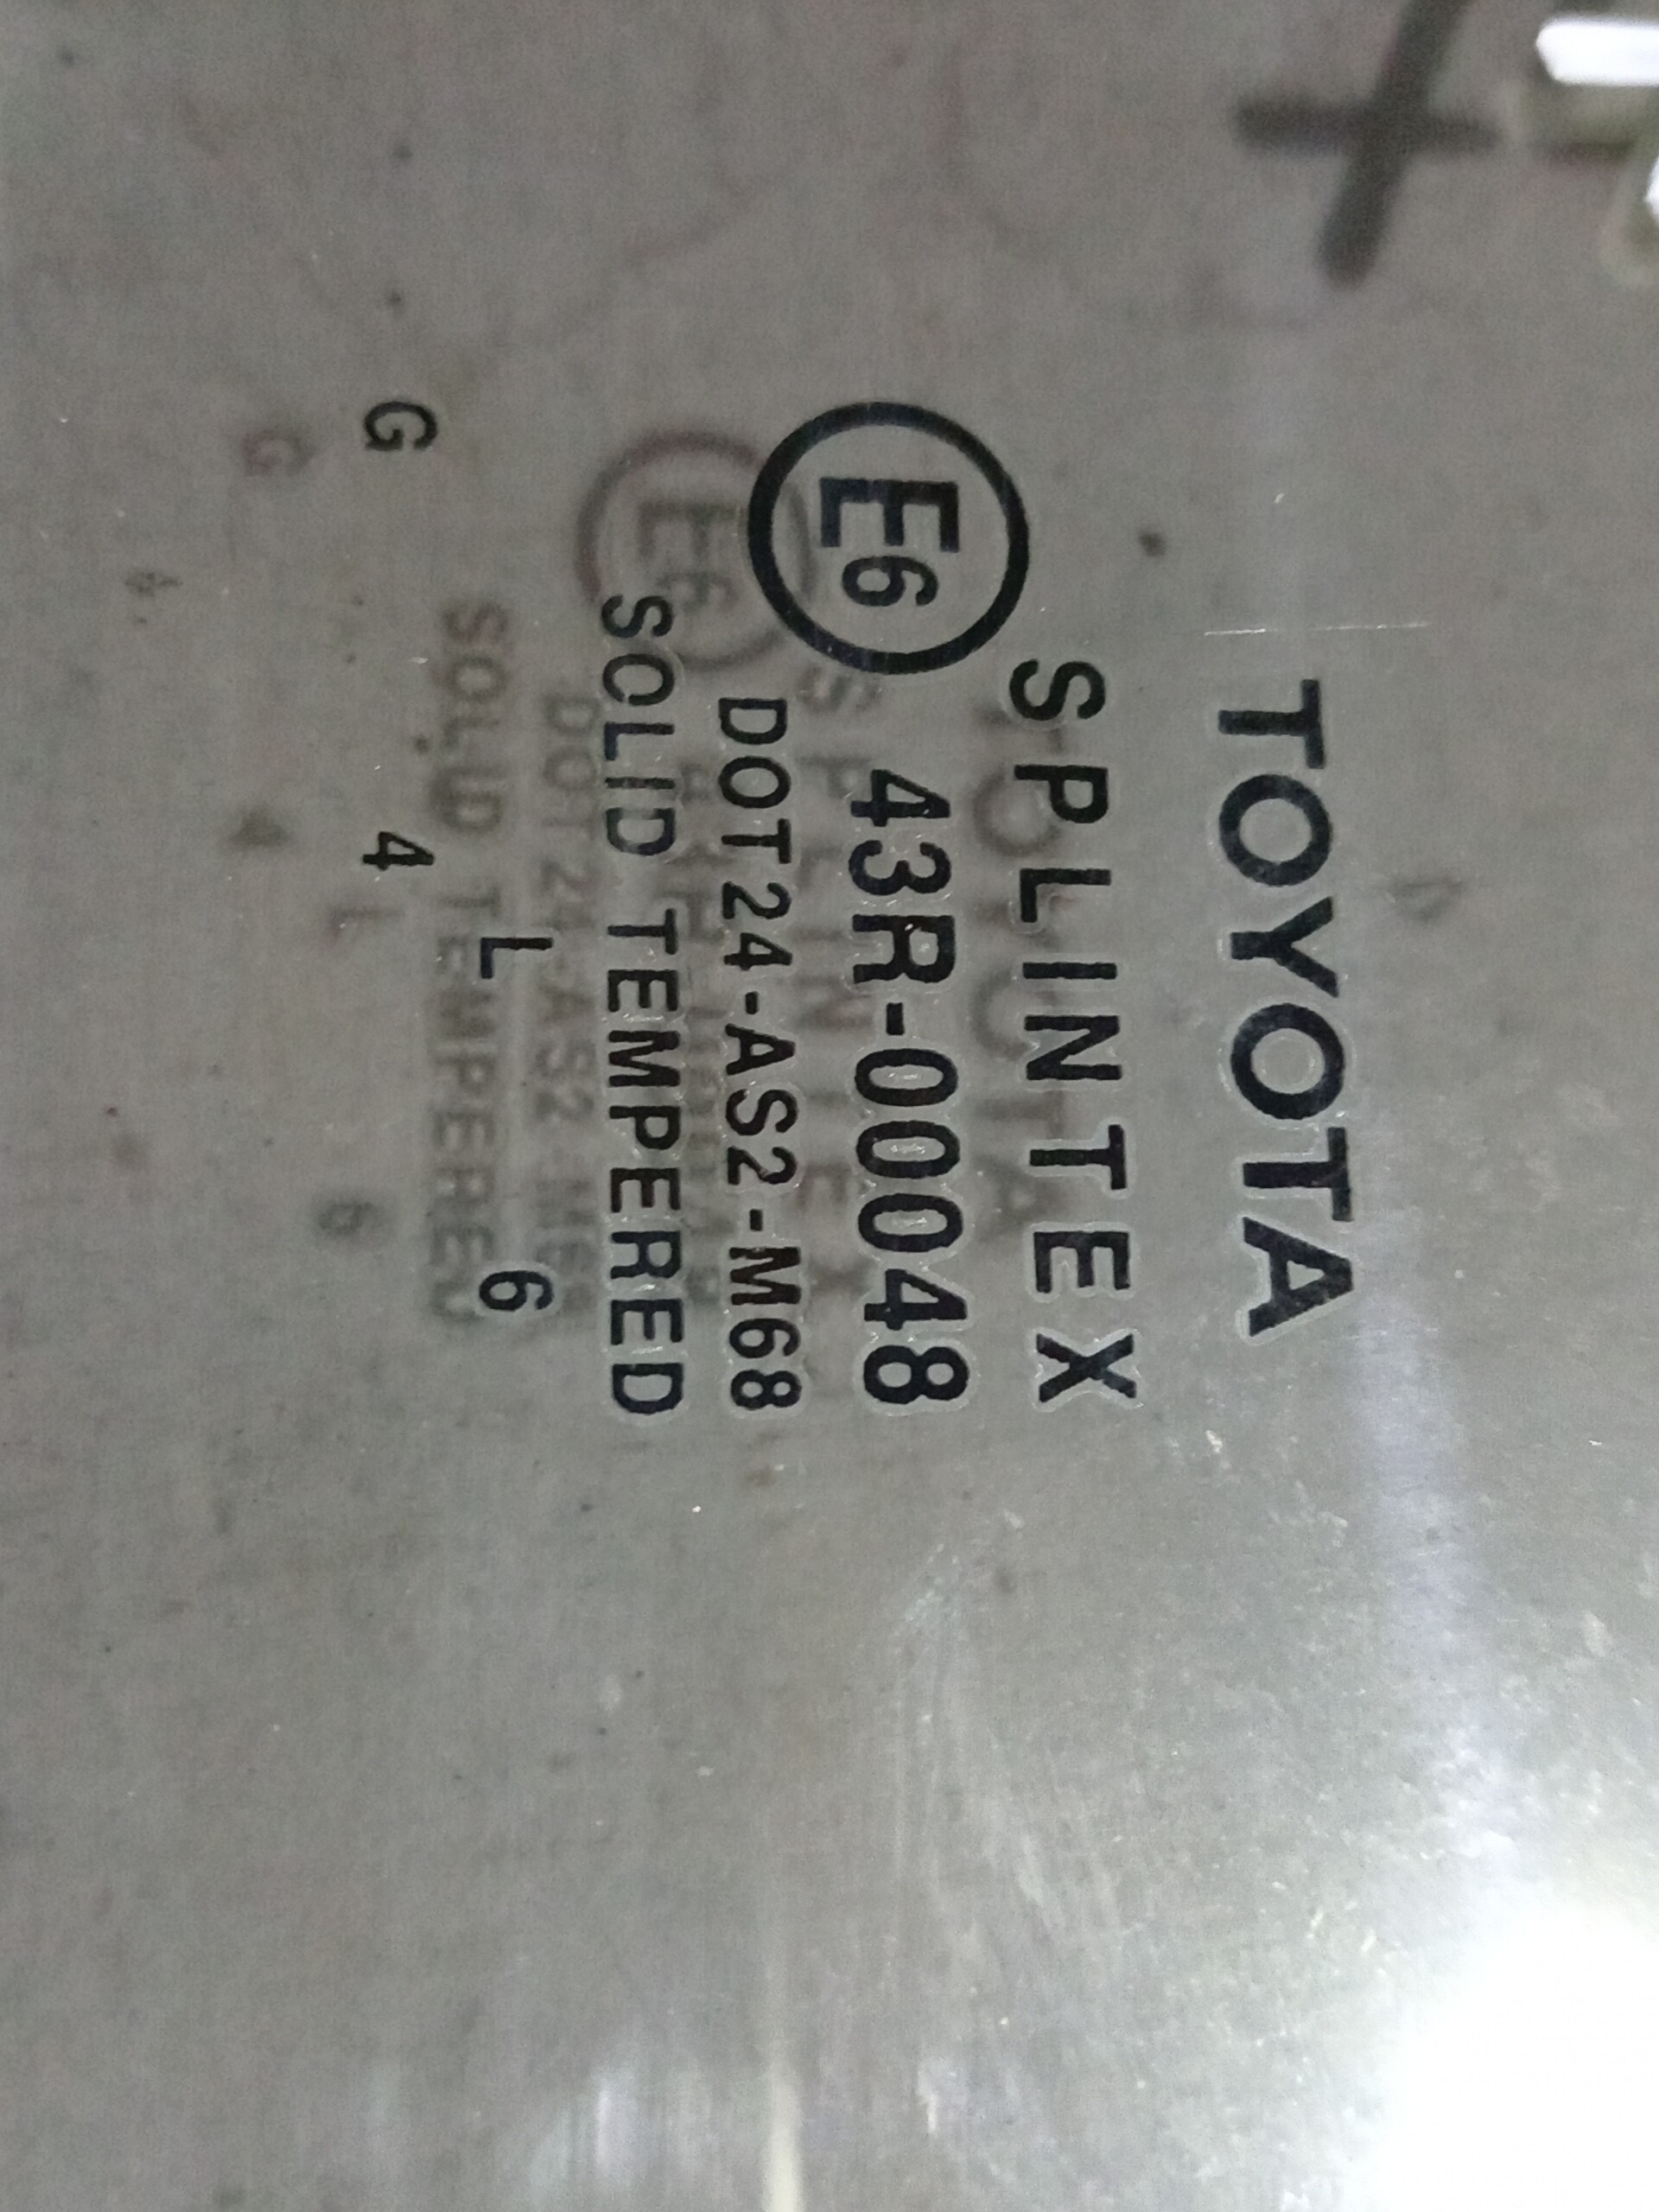 TOYOTA
SPLINTEX
E6 43R-00048
DOT24-AS2-M68
SOLID TEMPERED
L 6
G 4